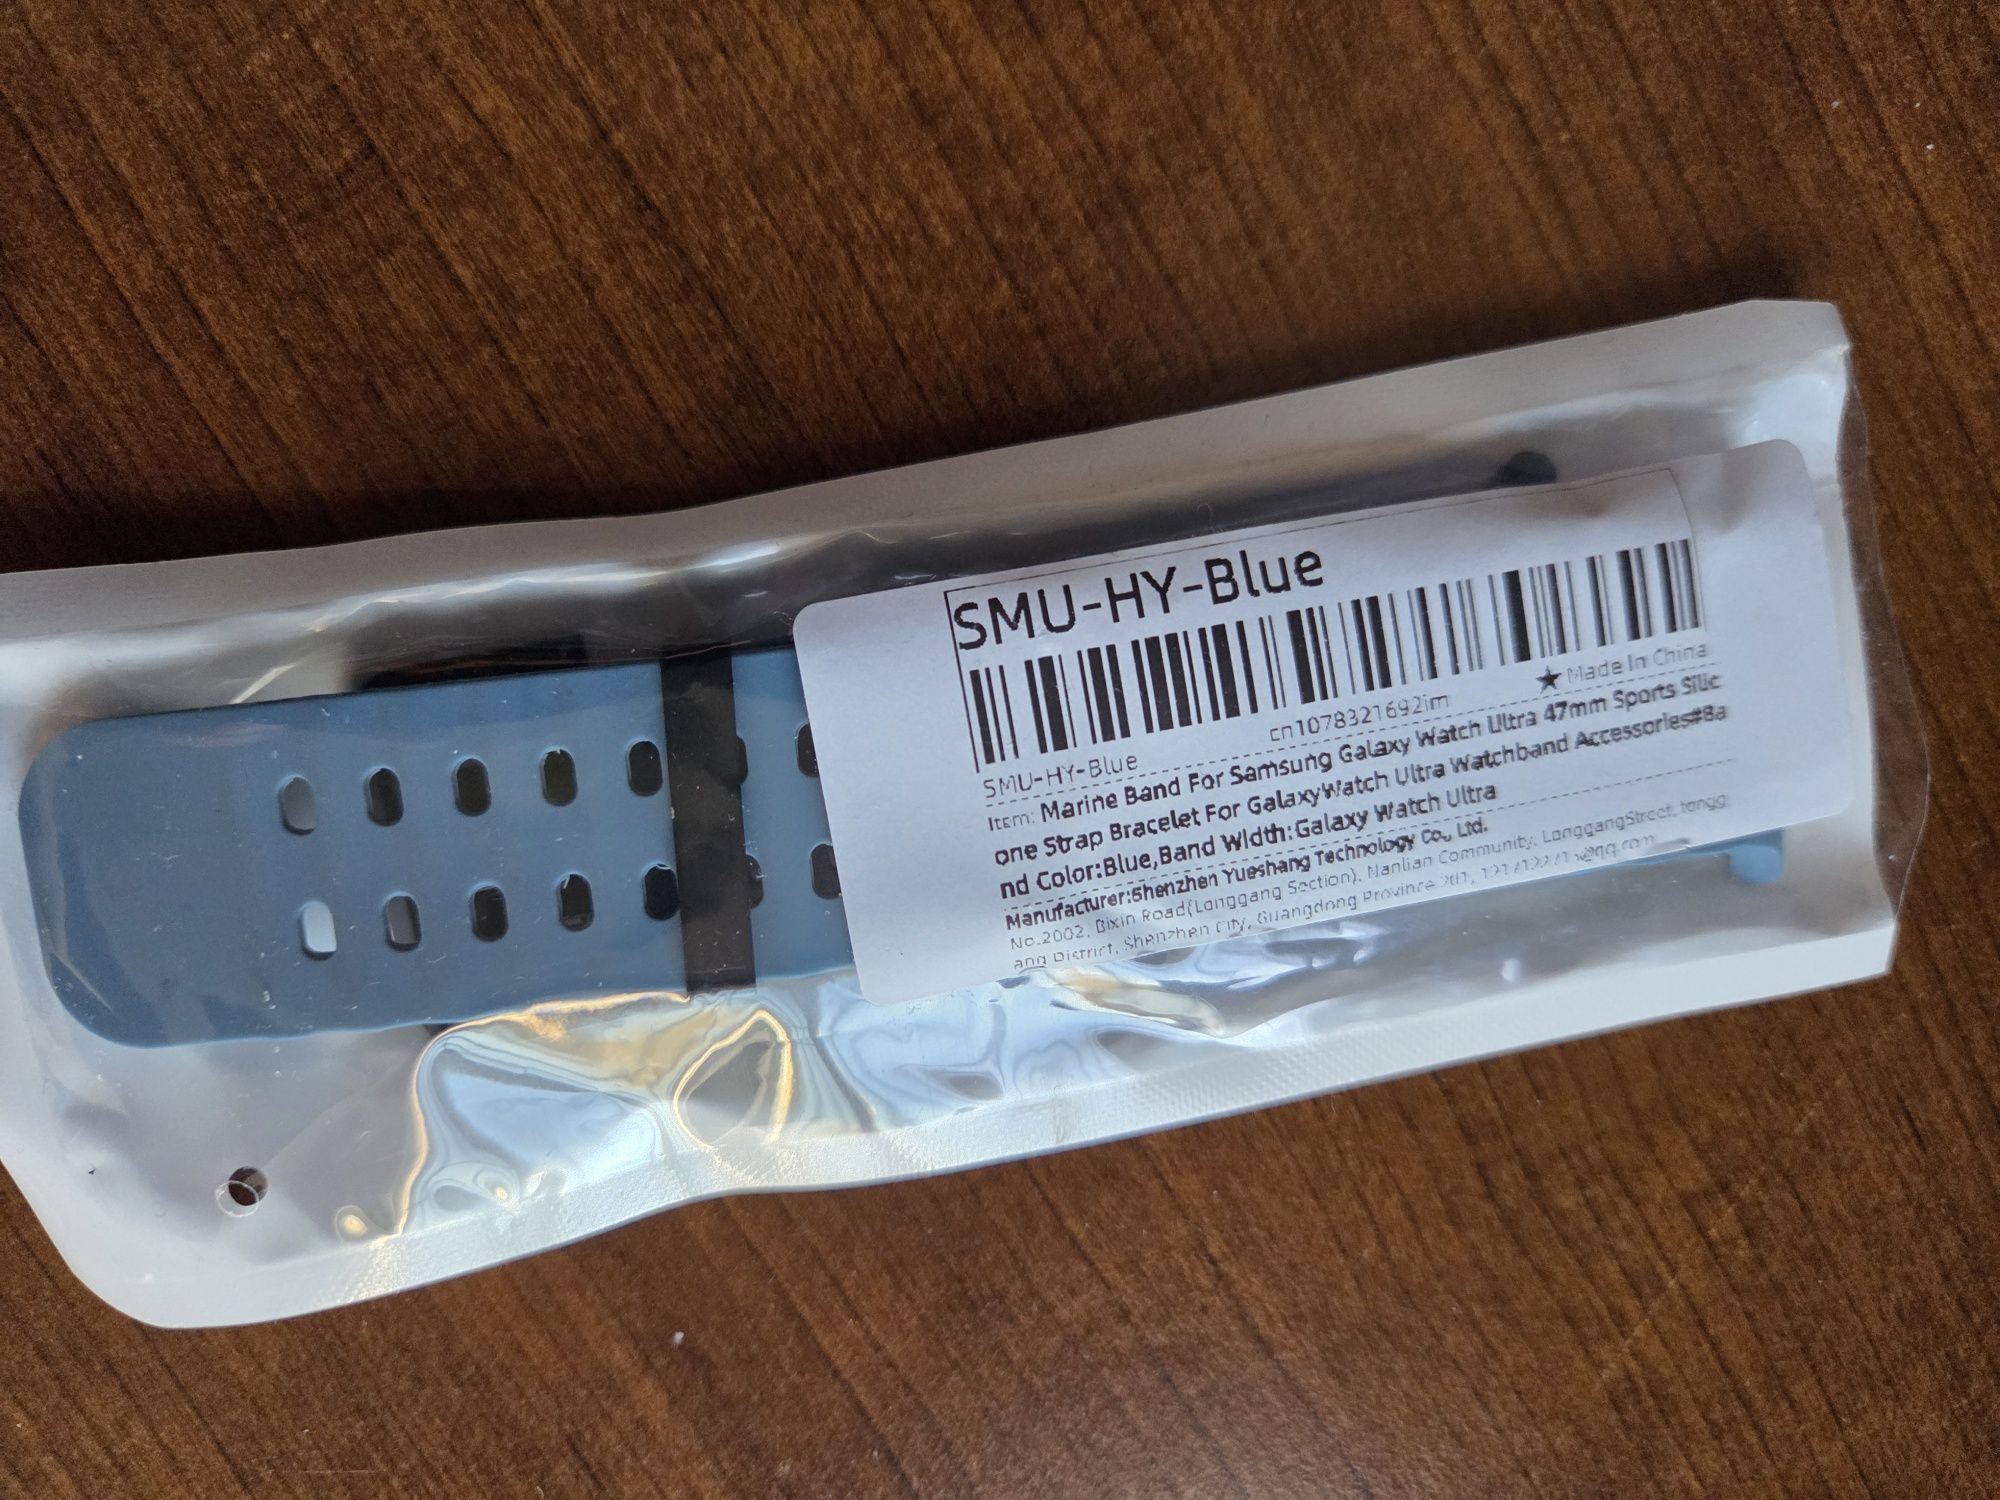 SMU-HY-Blue
SMU-HY-Blue
cn1078321692im
★Made In China
Item: Marine Band For Samsung Galaxy Watch Ultra 47mm Sports Silic
one Strap Bracelet For GalaxyWatch Ultra Watchband Accessories#Ba
nd Color:Blue,Band Width:Galaxy Watch Ultra
Manufacturer:Shenzhen Yueshang Technology Co., Ltd.
No.2002, Bixin Road(Longgang Section), Nanlian Community, LonggangStreet, longg
ang District, Shenzhen City, Guangdong Province